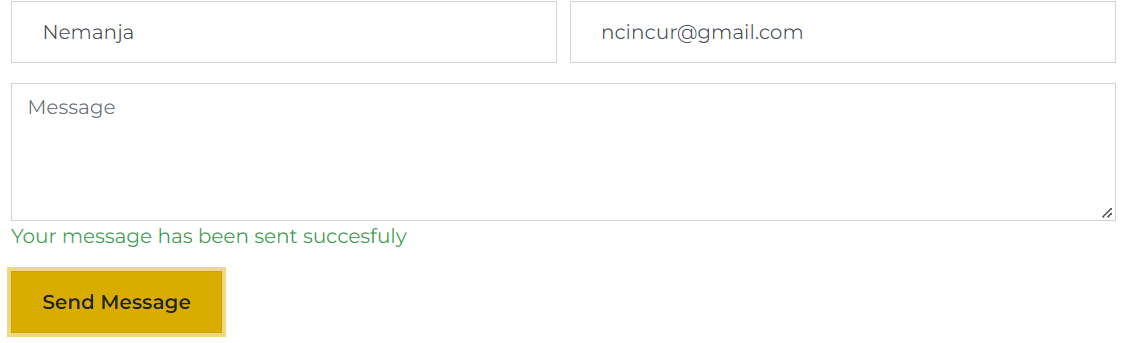 Nemanja ncincur@gmail.com
Message
Your message has been sent succesfuly
Send Message